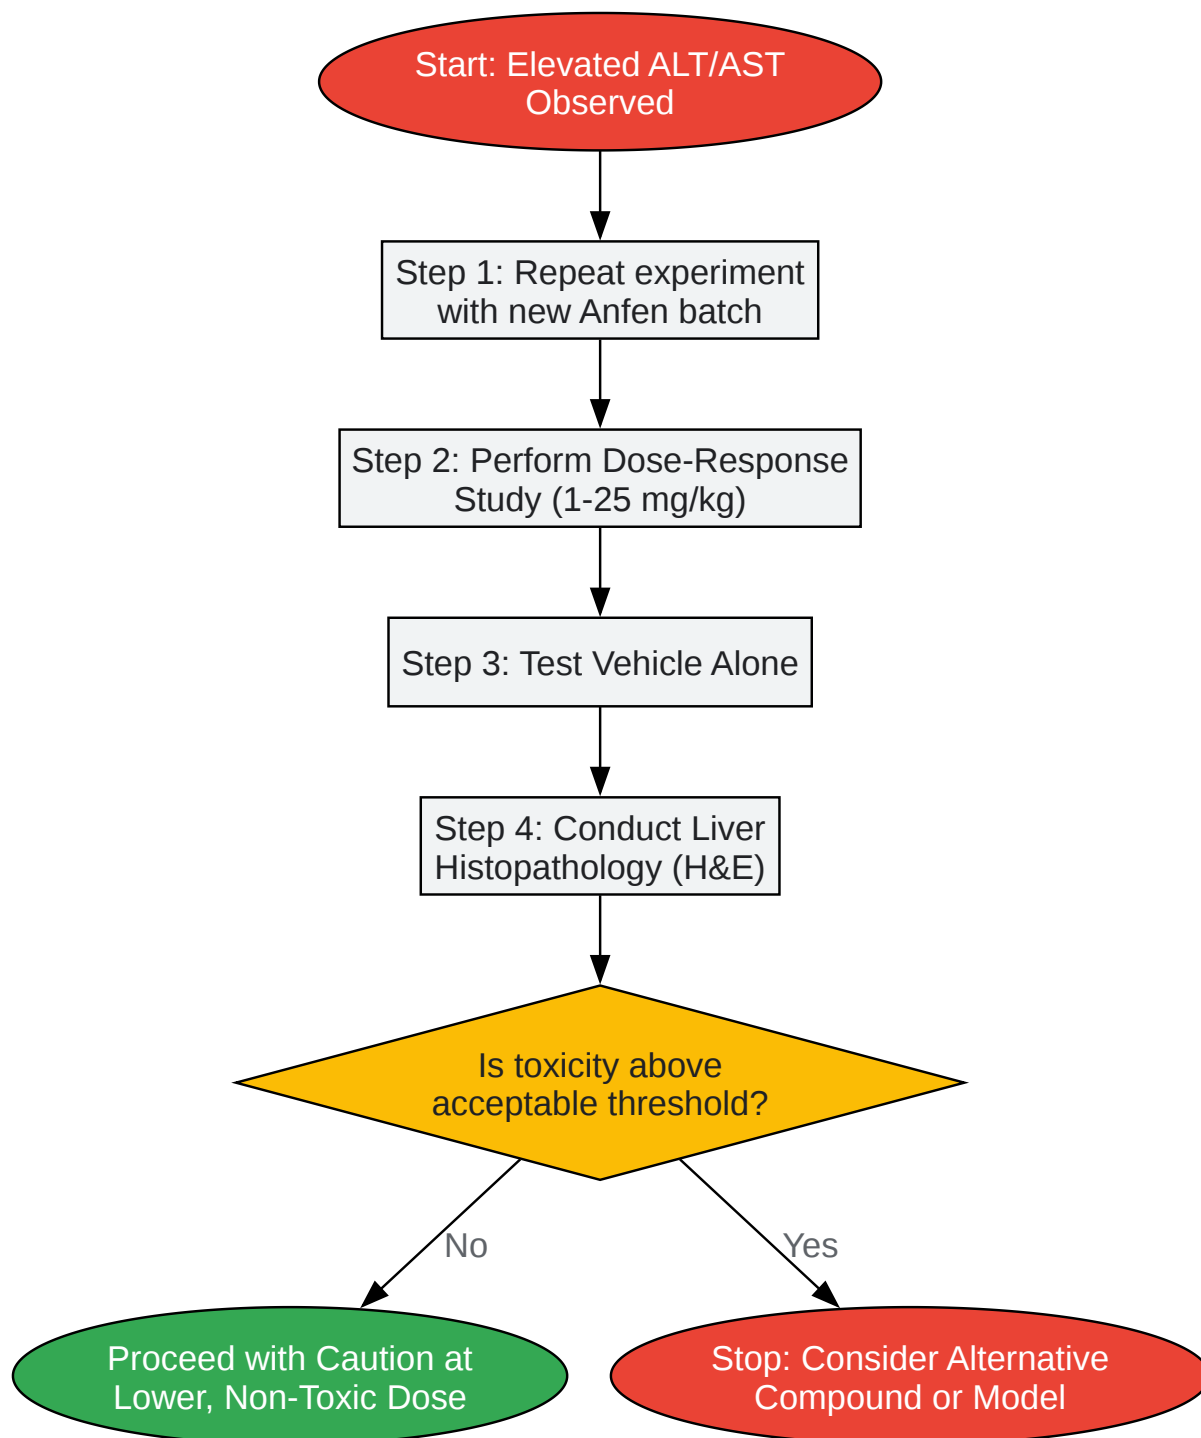 Start: Elevated ALT/AST
Observed
Step 1: Repeat experiment
with new Anfen batch
Step 2: Perform Dose-Response
Study (1-25 mg/kg)
Step 3: Test Vehicle Alone
Step 4: Conduct Liver
Histopathology (H&E)
Is toxicity above
acceptable threshold?
No
Yes
Proceed with Caution at
Lower, Non-Toxic Dose
Stop: Consider Alternative
Compound or Model